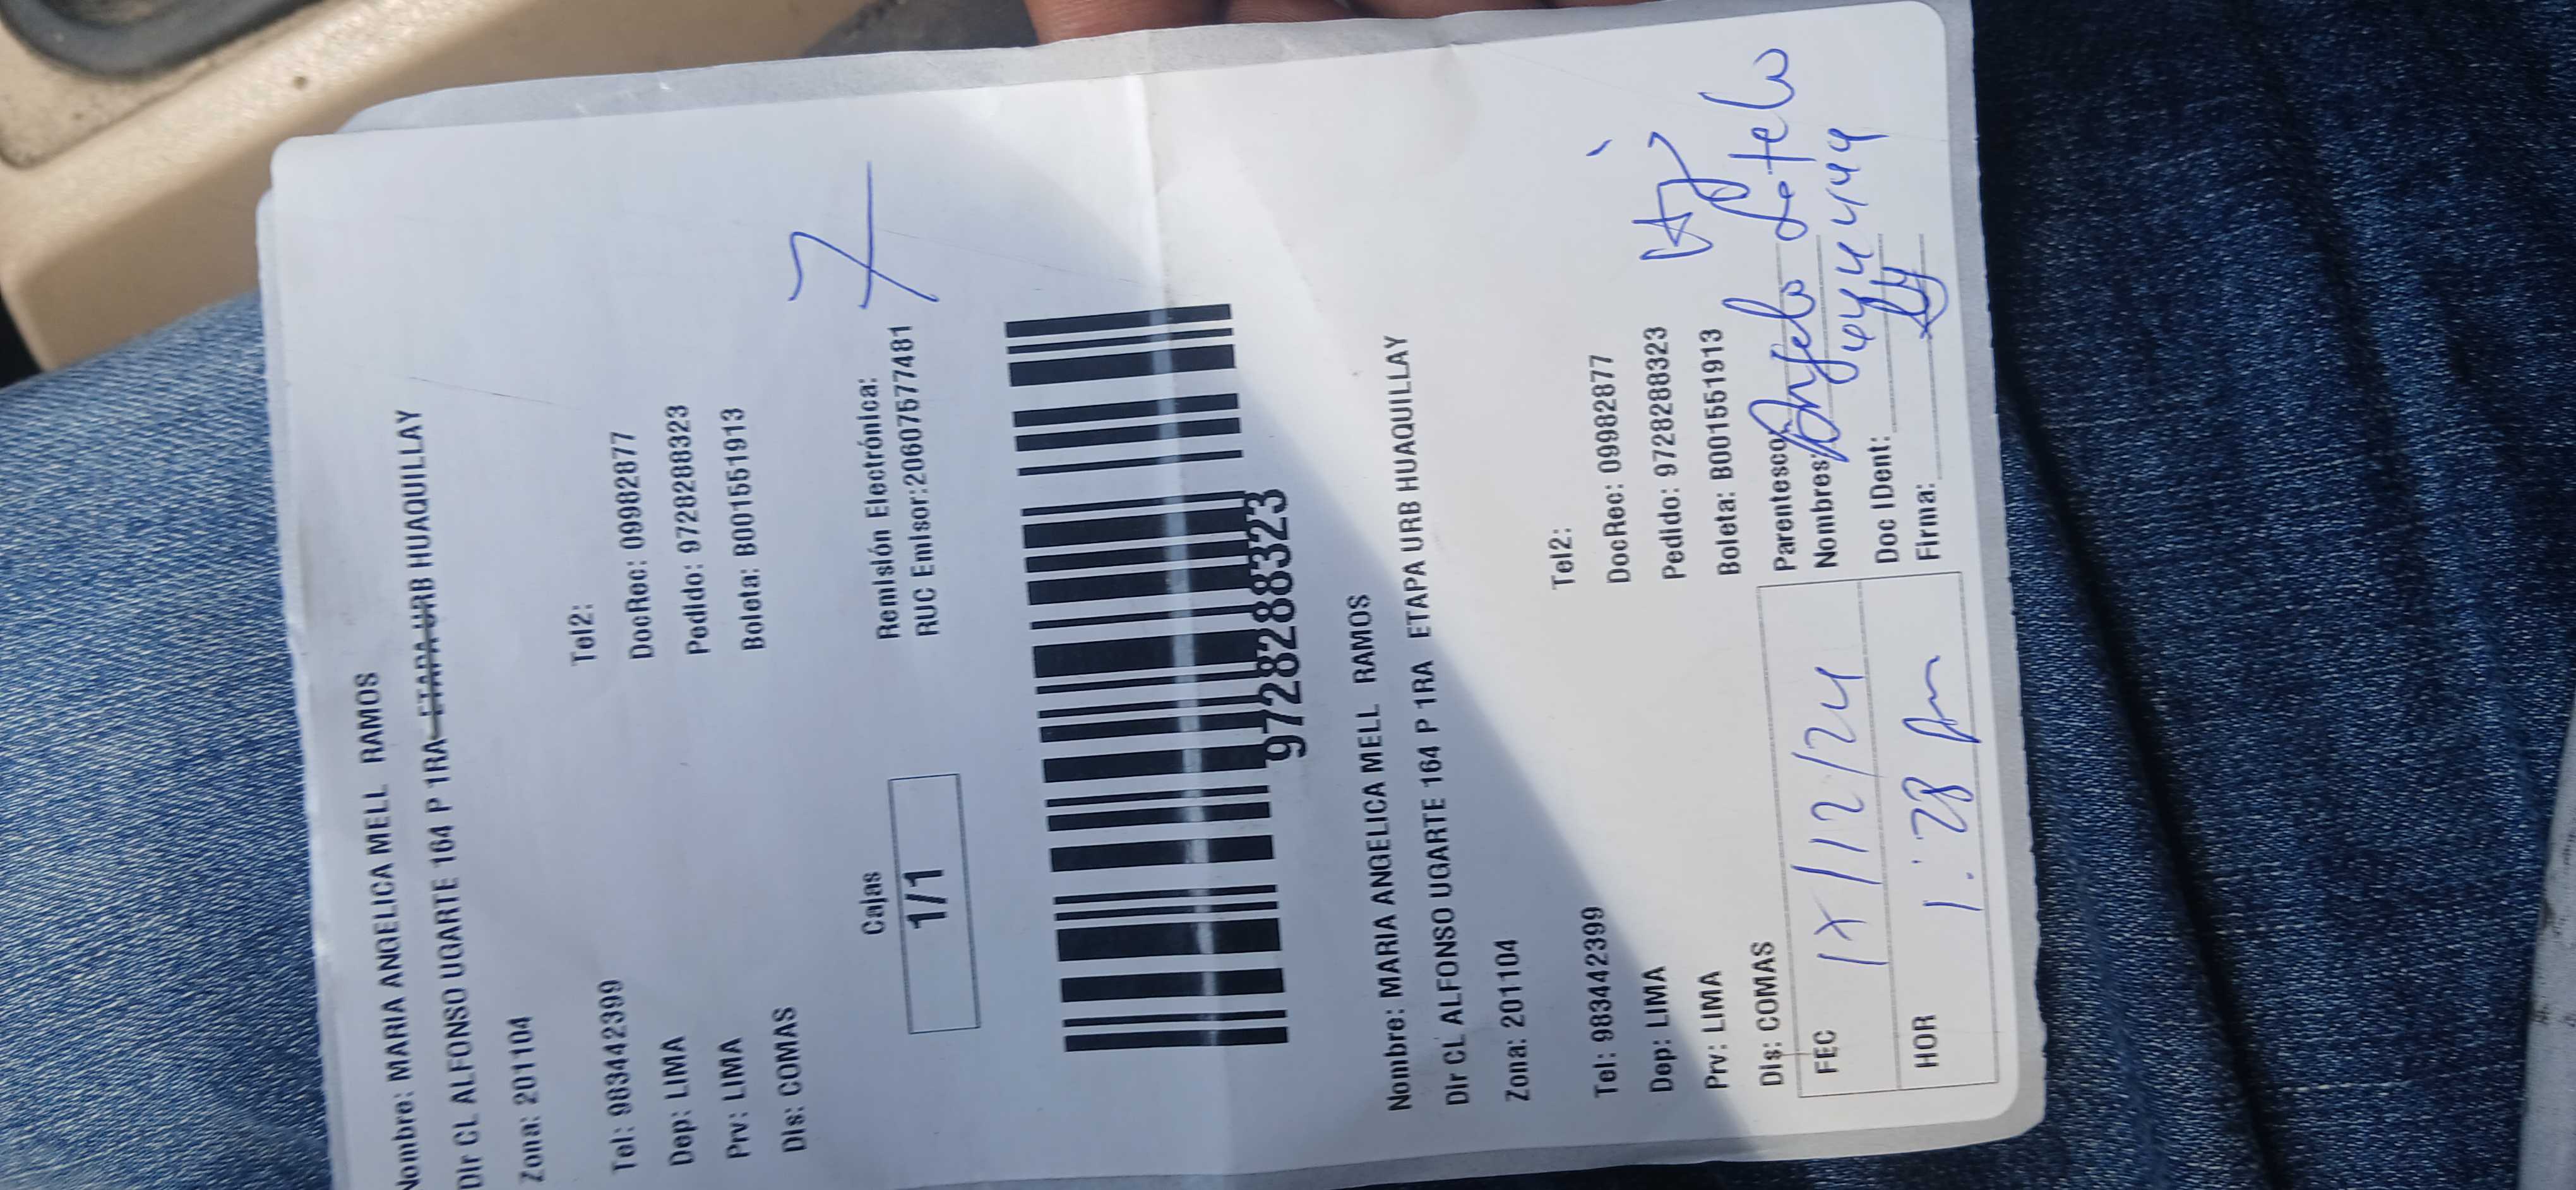 Nombre: MARIA ANGELICA MELL RAMOS
Dir CL ALFONSO UGARTE 164 P 1RA ETAPA URB HUAQUILLAY
Zona: 201104
Tel: 983442399 Tel2:
Dep: LIMA DocRec: 09982877
Prv: LIMA Pedido: 9728288323
Dis: COMAS Boleta: B001551913
Cajas Remisión Electrónica:
1/1 RUC Emisor:20607577481
7
9728288323
Nombre: MARIA ANGELICA MELL RAMOS
Dir CL ALFONSO UGARTE 164 P 1RA ETAPA URB HUAQUILLAY
Zona: 201104
Tel: 983442399 Tel2:
Dep: LIMA DocRec: 09982877
Prv: LIMA Pedido: 9728288323
Dis: COMAS Boleta: B001551913
FEC 17/12/24 Parentesco:
Nombres: Angelo Sotelo
HOR 1:28 pm Doc IDent:
Firma: